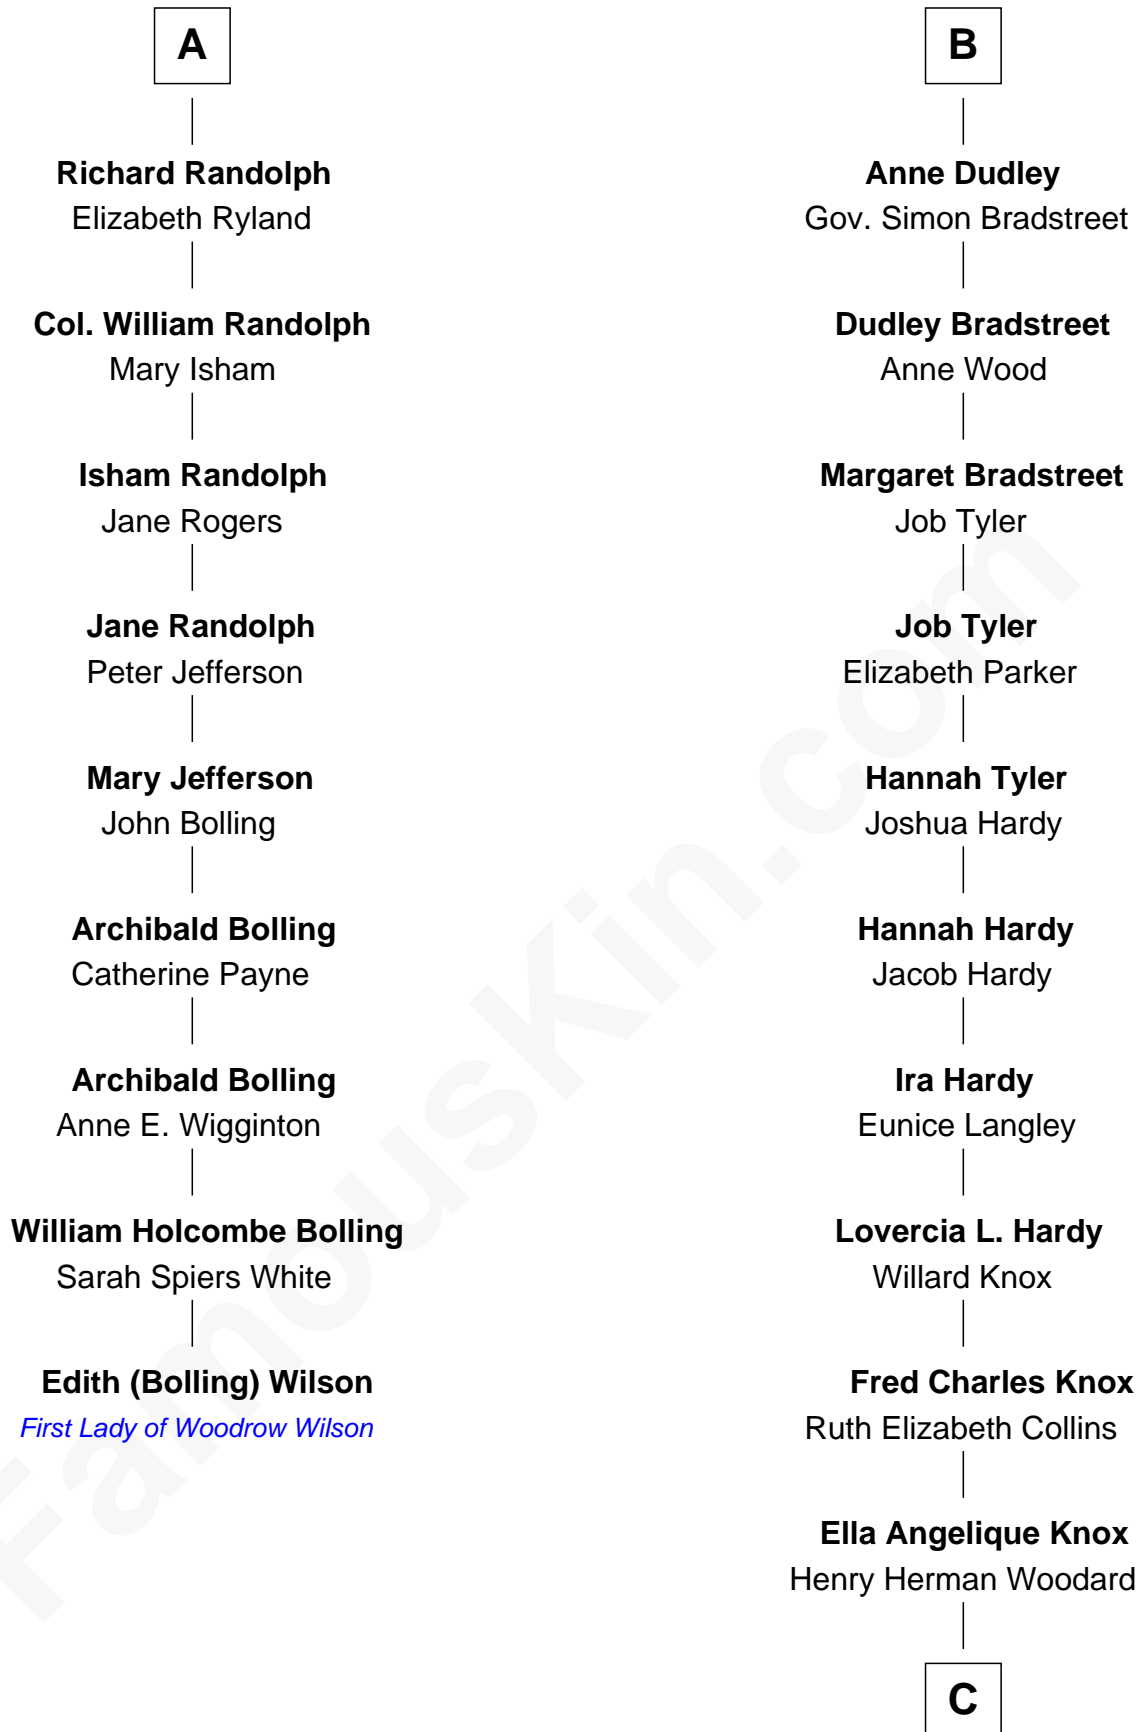 A
Richard Randolph
Elizabeth Ryland
Col. William Randolph
Mary Isham
Isham Randolph
Jane Rogers
Jane Randolph
Peter Jefferson
Mary Jefferson
John Bolling
Archibald Bolling
Catherine Payne
Archibald Bolling
Anne E. Wigginton
William Holcombe Bolling
Sarah Spiers White
Edith (Bolling) Wilson
First Lady of Woodrow Wilson
B
Anne Dudley
Gov. Simon Bradstreet
Dudley Bradstreet
Anne Wood
Margaret Bradstreet
Job Tyler
Job Tyler
Elizabeth Parker
Hannah Tyler
Joshua Hardy
Hannah Hardy
Jacob Hardy
Ira Hardy
Eunice Langley
Lovercia L. Hardy
Willard Knox
Fred Charles Knox
Ruth Elizabeth Collins
Ella Angelique Knox
Henry Herman Woodard
C
FamousKin.com